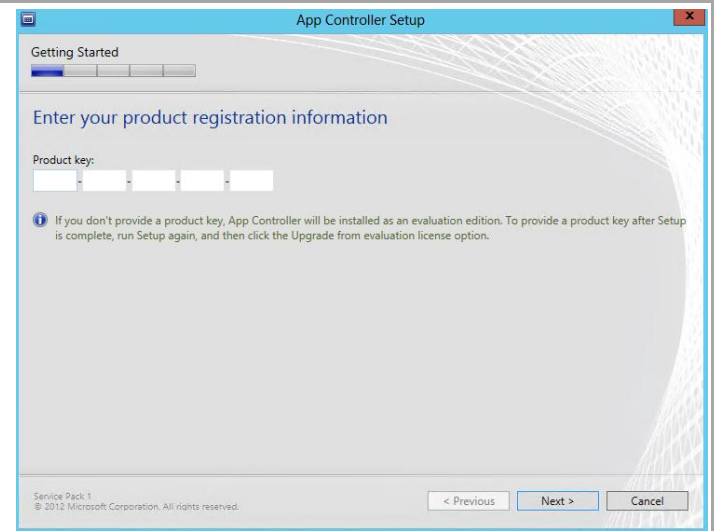 App Controller Setup
x
Getting Started
Enter your product registration information
Product key:
- - - -
If you don't provide a product key, App Controller will be installed as an evaluation edition. To provide a product key after Setup
is complete, run Setup again, and then click the Upgrade from evaluation license option.
Service Pack 1
© 2012 Microsoft Corporation. All rights reserved.
< Previous Next > Cancel